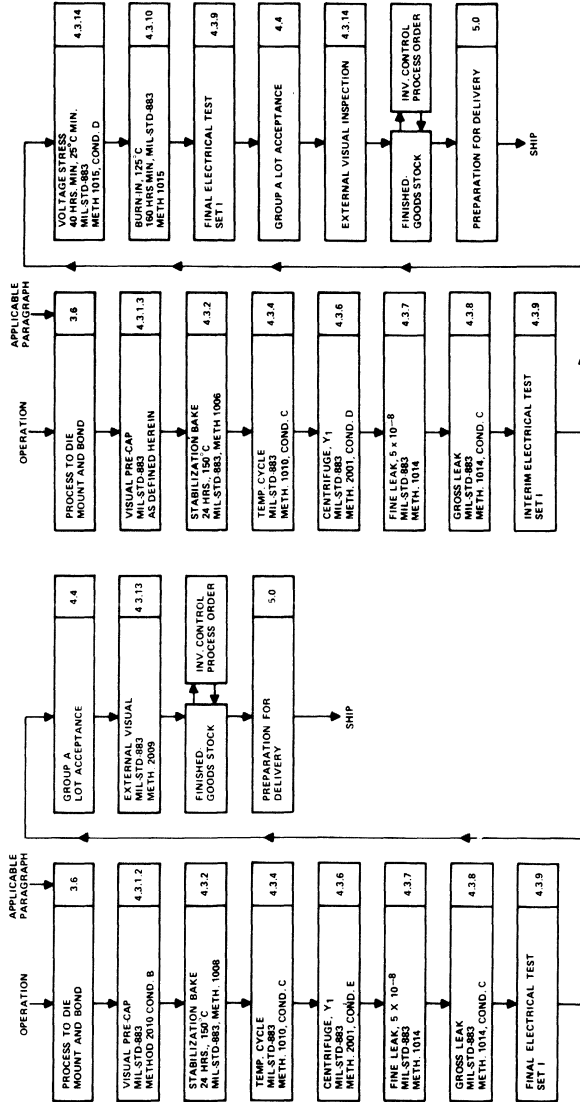 OPERATION
APPLICABLE
PARAGRAPH
PROCESS TO DIE
MOUNT AND BOND
3.6
VISUAL PRE-CAP
MIL-STD-883
METHOD 2010 COND. B
4.3.1.2
STABILIZATION BAKE
24 HRS., 150°C
MIL-STD-883, METH. 1008
4.3.2
TEMP. CYCLE
MIL-STD-883
METH. 1010, COND. C
4.3.4
CENTRIFUGE, Y1
MIL-STD-883
METH. 2001, COND. E
4.3.6
FINE LEAK, 5 X 10-8
MIL-STD-883
METH. 1014
4.3.7
GROSS LEAK
MIL-STD-883
METH. 1014, COND. C
4.3.8
FINAL ELECTRICAL TEST
SET I
4.3.9
GROUP A
LOT ACCEPTANCE
4.4
EXTERNAL VISUAL
MIL-STD-883
METH. 2009
4.3.13
FINISHED-
GOODS STOCK
INV. CONTROL
PROCESS ORDER
PREPARATION FOR
DELIVERY
5.0
SHIP
OPERATION
APPLICABLE
PARAGRAPH
PROCESS TO DIE
MOUNT AND BOND
3.6
VISUAL PRE-CAP
MIL-STD-883
AS DEFINED HEREIN
4.3.1.3
STABILIZATION BAKE
24 HRS., 150°C
MIL-STD-883, METH 1006
4.3.2
TEMP. CYCLE
MIL-STD-883
METH. 1010, COND. C
4.3.4
CENTRIFUGE, Y1
MIL-STD-883
METH. 2001, COND. D
4.3.6
FINE LEAK, 5 x 10-8
MIL-STD-883
METH. 1014
4.3.7
GROSS LEAK
MIL-STD-883
METH. 1014, COND. C
4.3.8
INTERIM ELECTRICAL TEST
SET I
4.3.9
VOLTAGE STRESS
40 HRS. MIN, 25°C MIN.
MIL-STD-883
METH 1015, COND. D
4.3.14
BURN-IN, 125°C
160 HRS MIN, MIL-STD-883
METH 1015
4.3.10
FINAL ELECTRICAL TEST
SET I
4.3.9
GROUP A LOT ACCEPTANCE
4.4
EXTERNAL VISUAL INSPECTION
4.3.14
FINISHED-
GOODS STOCK
INV. CONTROL
PROCESS ORDER
PREPARATION FOR DELIVERY
5.0
SHIP